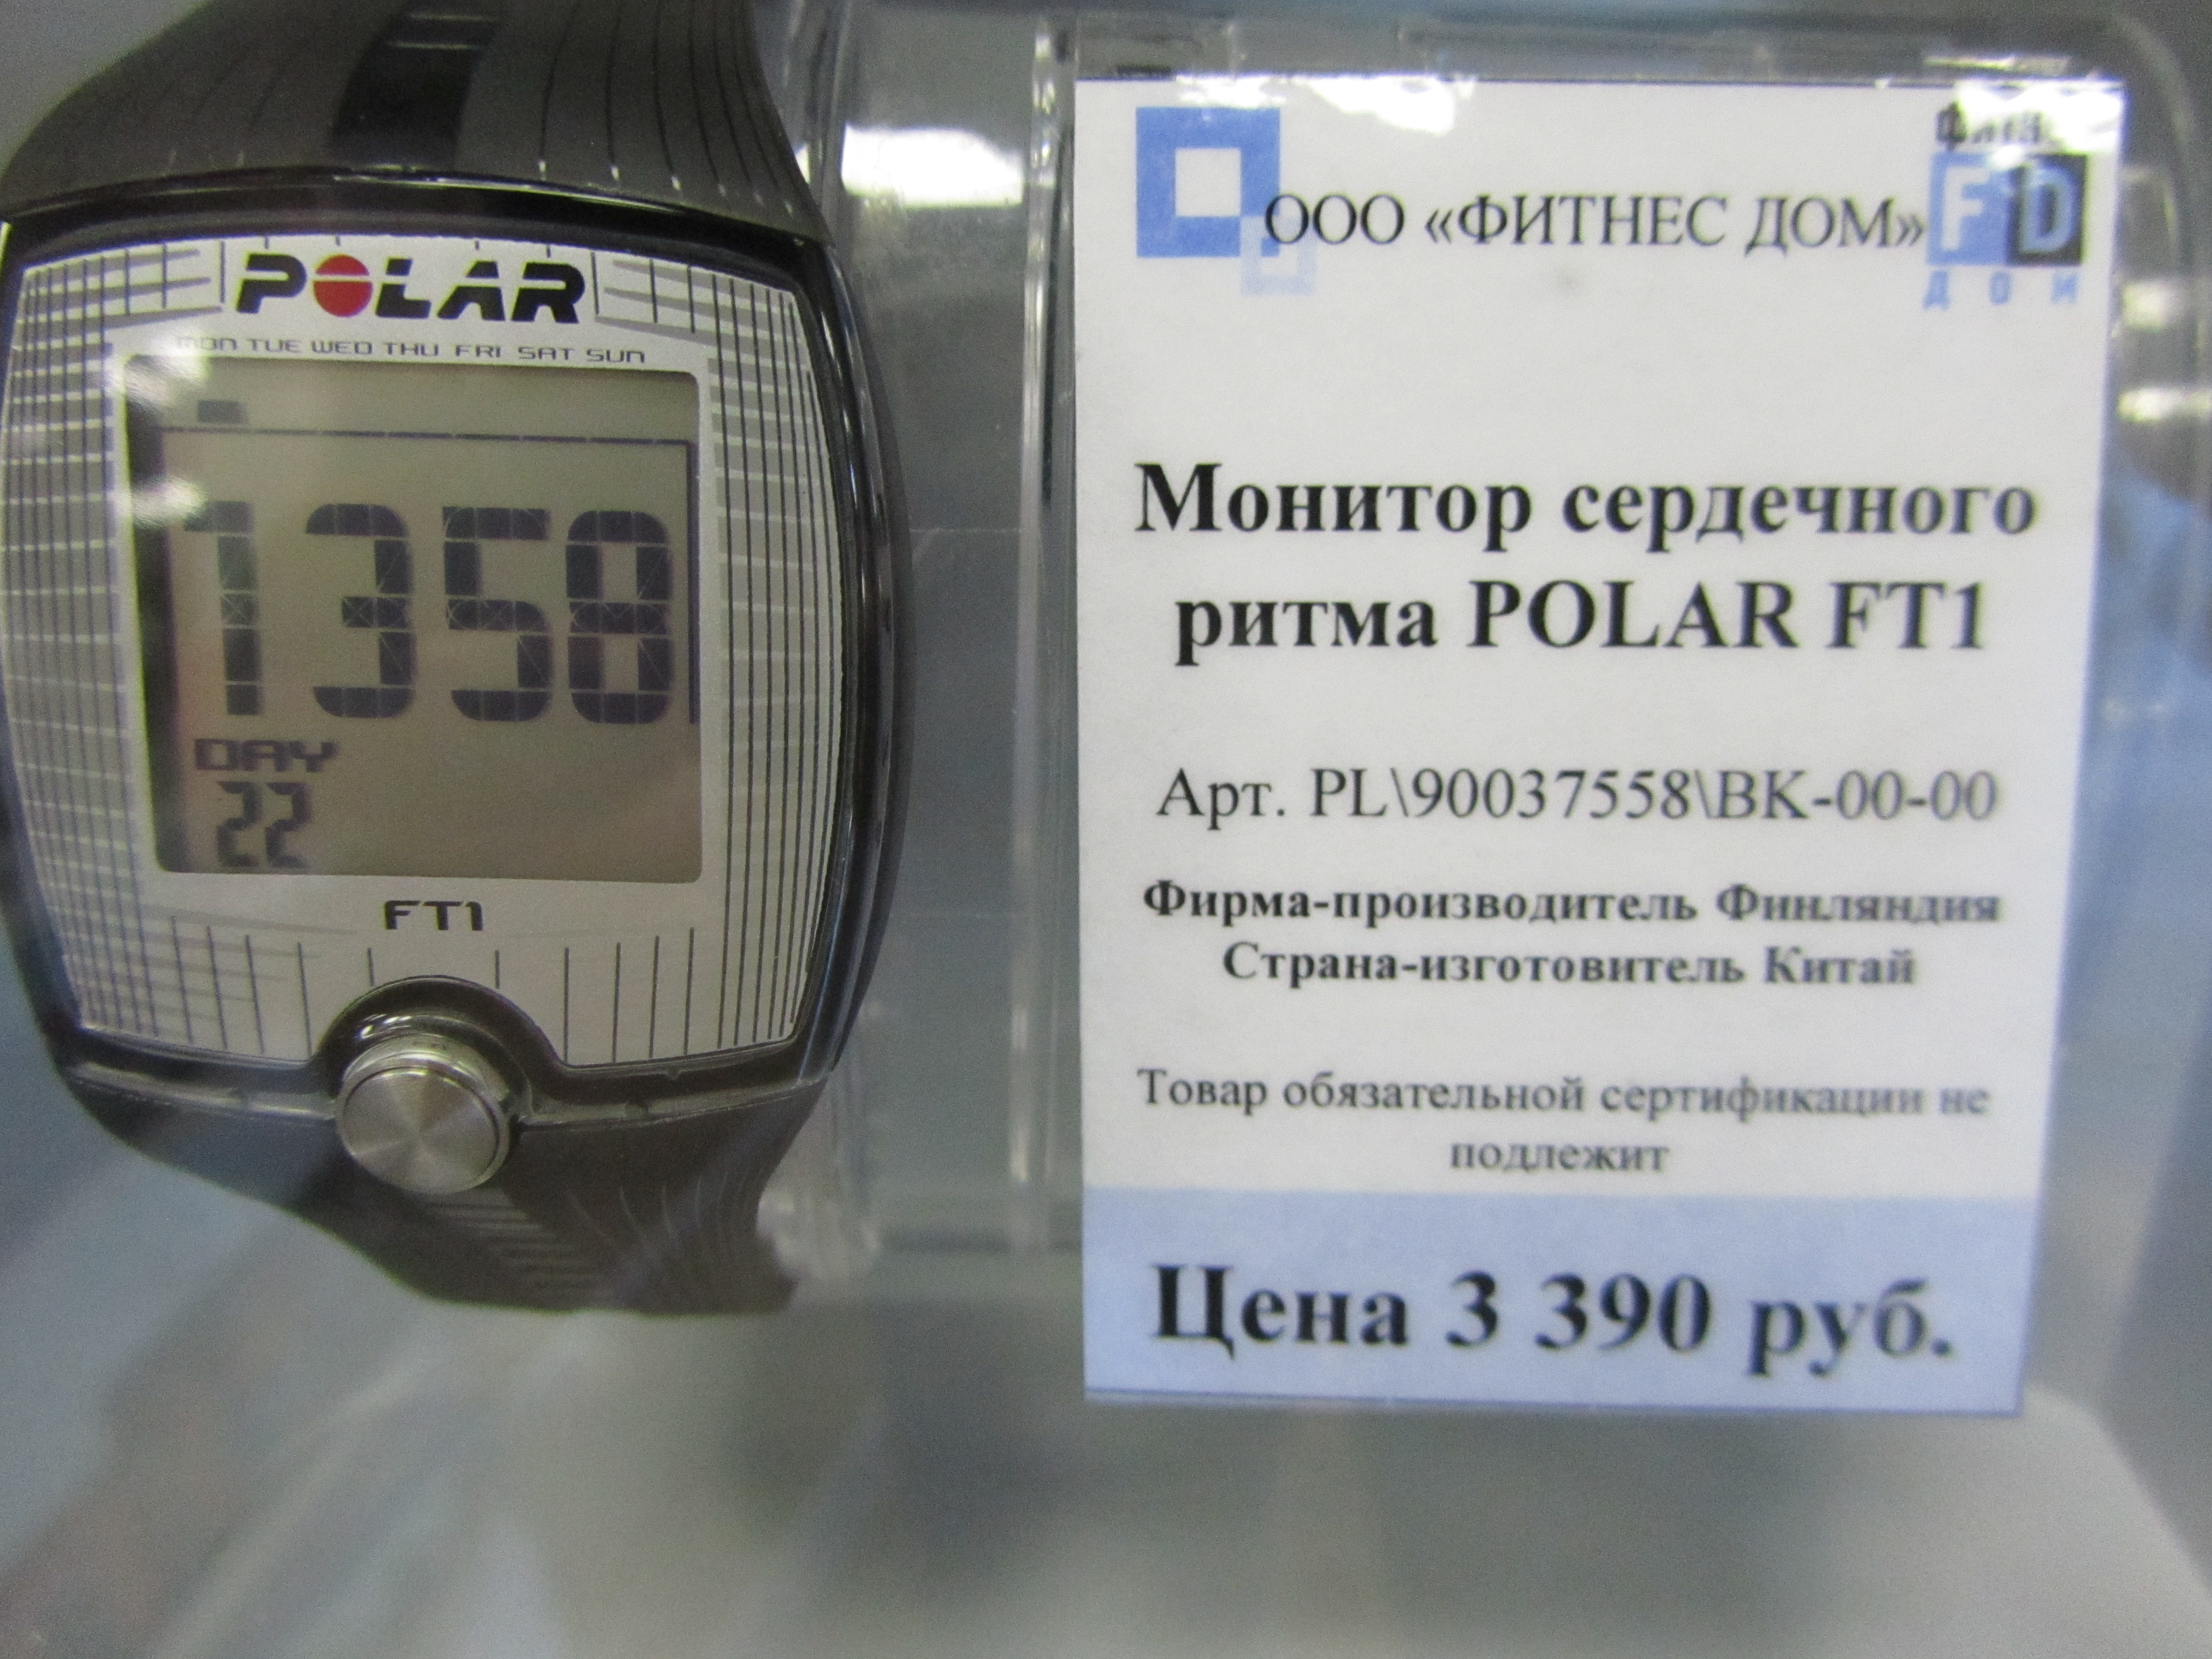 POLAR
MON TUE WED THU FRI SAT SUN
1358
DAY
22
FT1
ООО «ФИТНЕС ДОМ»
FD
ДОМ
Монитор сердечного
ритма POLAR FT1
Арт. PL\90037558\BK-00-00
Фирма-производитель Финляндия
Страна-изготовитель Китай
Товар обязательной сертификации не
подлежит
Цена 3 390 руб.